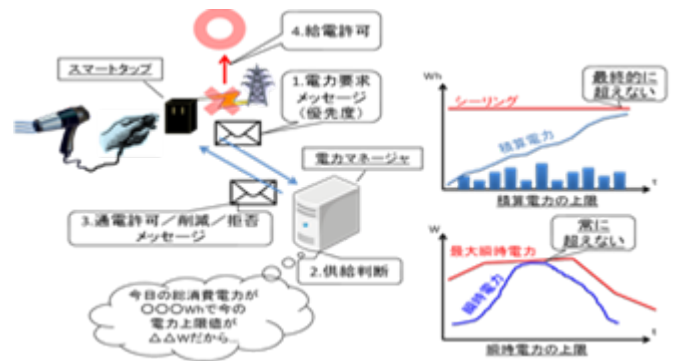 4.給電許可
スマートタップ
1.電力要求
メッセージ
(優先度)
電力マネージャ
3.通電許可／削減／拒否
メッセージ
2.供給判断
今日の総消費電力が
〇〇〇Whで今の
電力上限値が
△△Wだから…
Wh
最終的に
超えない
シーリング
積算電力
t
積算電力の上限
W
常に
超えない
最大瞬時電力
瞬時電力
t
瞬時電力の上限